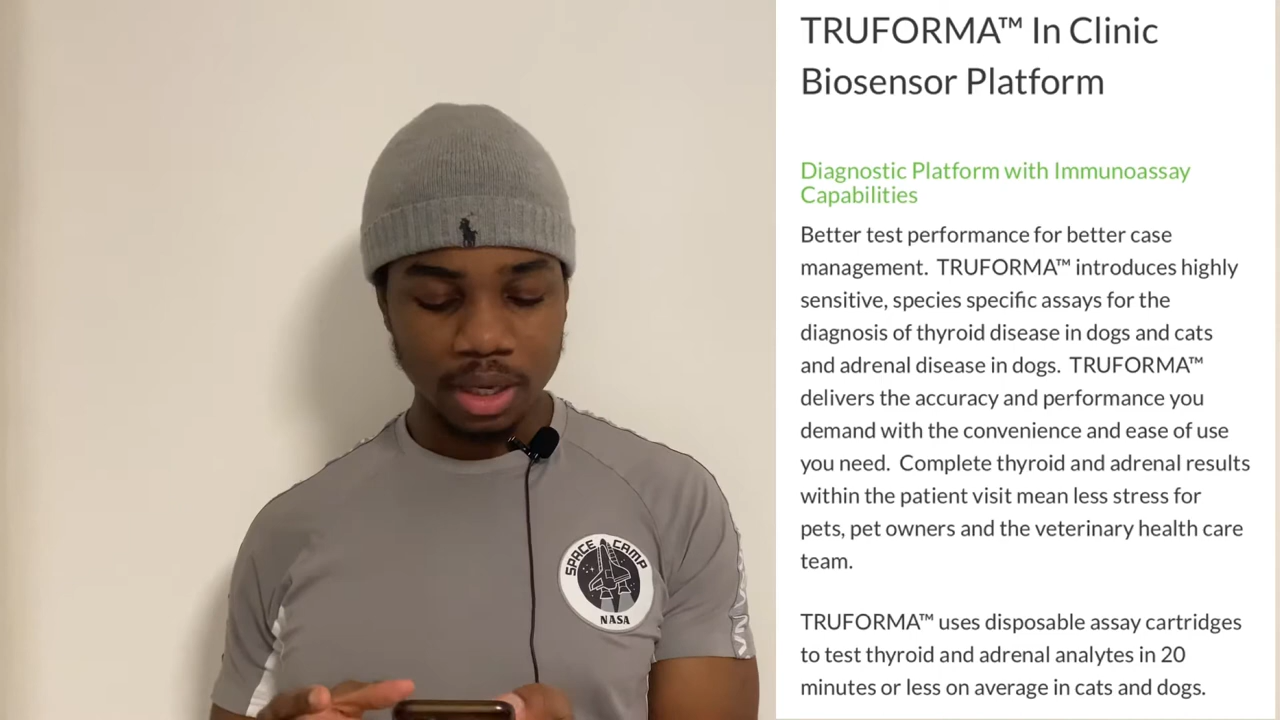 TRUFORMA™ In Clinic
Biosensor Platform
Diagnostic Platform with Immunoassay
Capabilities
Better test performance for better case
management.  TRUFORMA™ introduces highly
sensitive, species specific assays for the
diagnosis of thyroid disease in dogs and cats
and adrenal disease in dogs.  TRUFORMA™
delivers the accuracy and performance you
demand with the convenience and ease of use
you need.  Complete thyroid and adrenal results
within the patient visit mean less stress for
pets, pet owners and the veterinary health care
team.
TRUFORMA™ uses disposable assay cartridges
to test thyroid and adrenal analytes in 20
minutes or less on average in cats and dogs.
SPACE CAMP
NASA